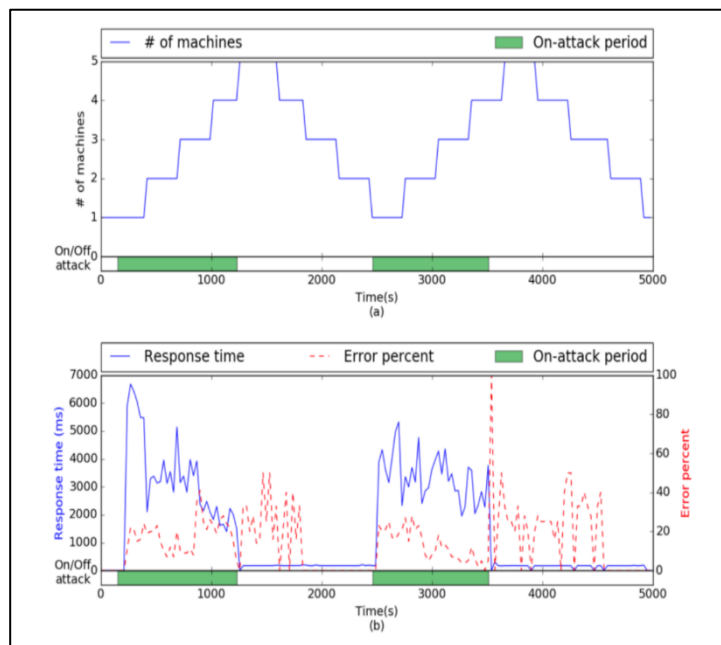 # of machines
On-attack period
5
4
3
2
1
0
# of machines
On/Off
attack
0
1000
2000
3000
4000
5000
Time(s)
(a)
Response time
Error percent
On-attack period
7000
6000
5000
4000
3000
2000
1000
0
Response time (ms)
100
80
60
40
20
0
Error percent
On/Off
attack
0
1000
2000
3000
4000
5000
Time(s)
(b)